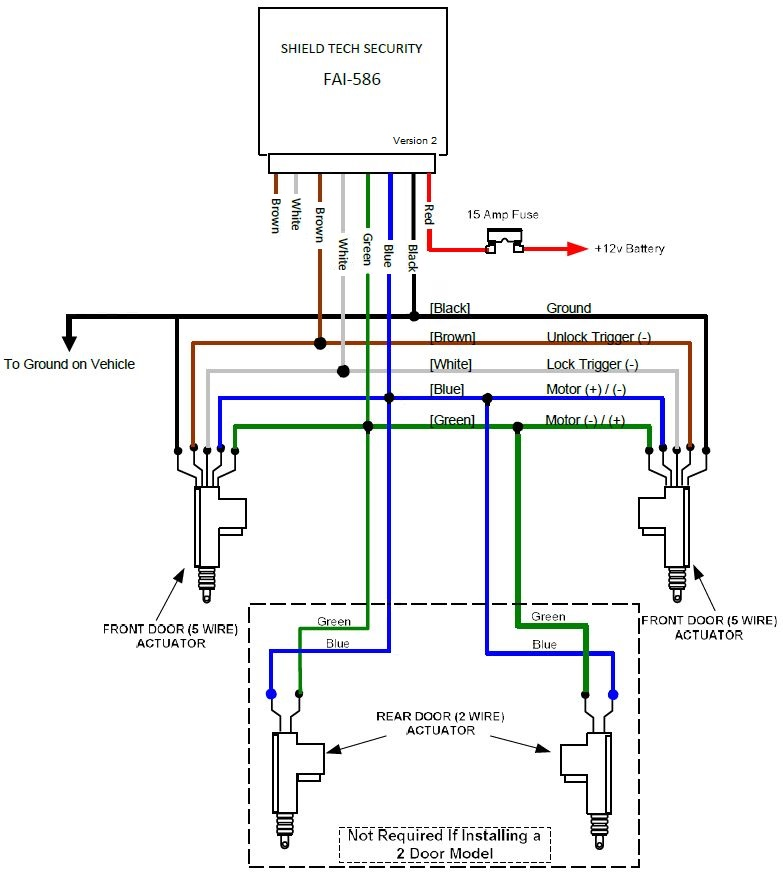 SHIELD TECH SECURITY
FAI-586
Version 2
Brown
White
Brown
White
Green
Blue
Black
Red
15 Amp Fuse
+12v Battery
[Black] Ground
[Brown] Unlock Trigger (-)
To Ground on Vehicle
[White] Lock Trigger (-)
[Blue] Motor (+) / (-)
[Green] Motor (-) / (+)
FRONT DOOR (5 WIRE)
ACTUATOR
FRONT DOOR (5 WIRE)
ACTUATOR
Green
Blue
Green
Blue
REAR DOOR (2 WIRE)
ACTUATOR
Not Required If Installing a
2 Door Model